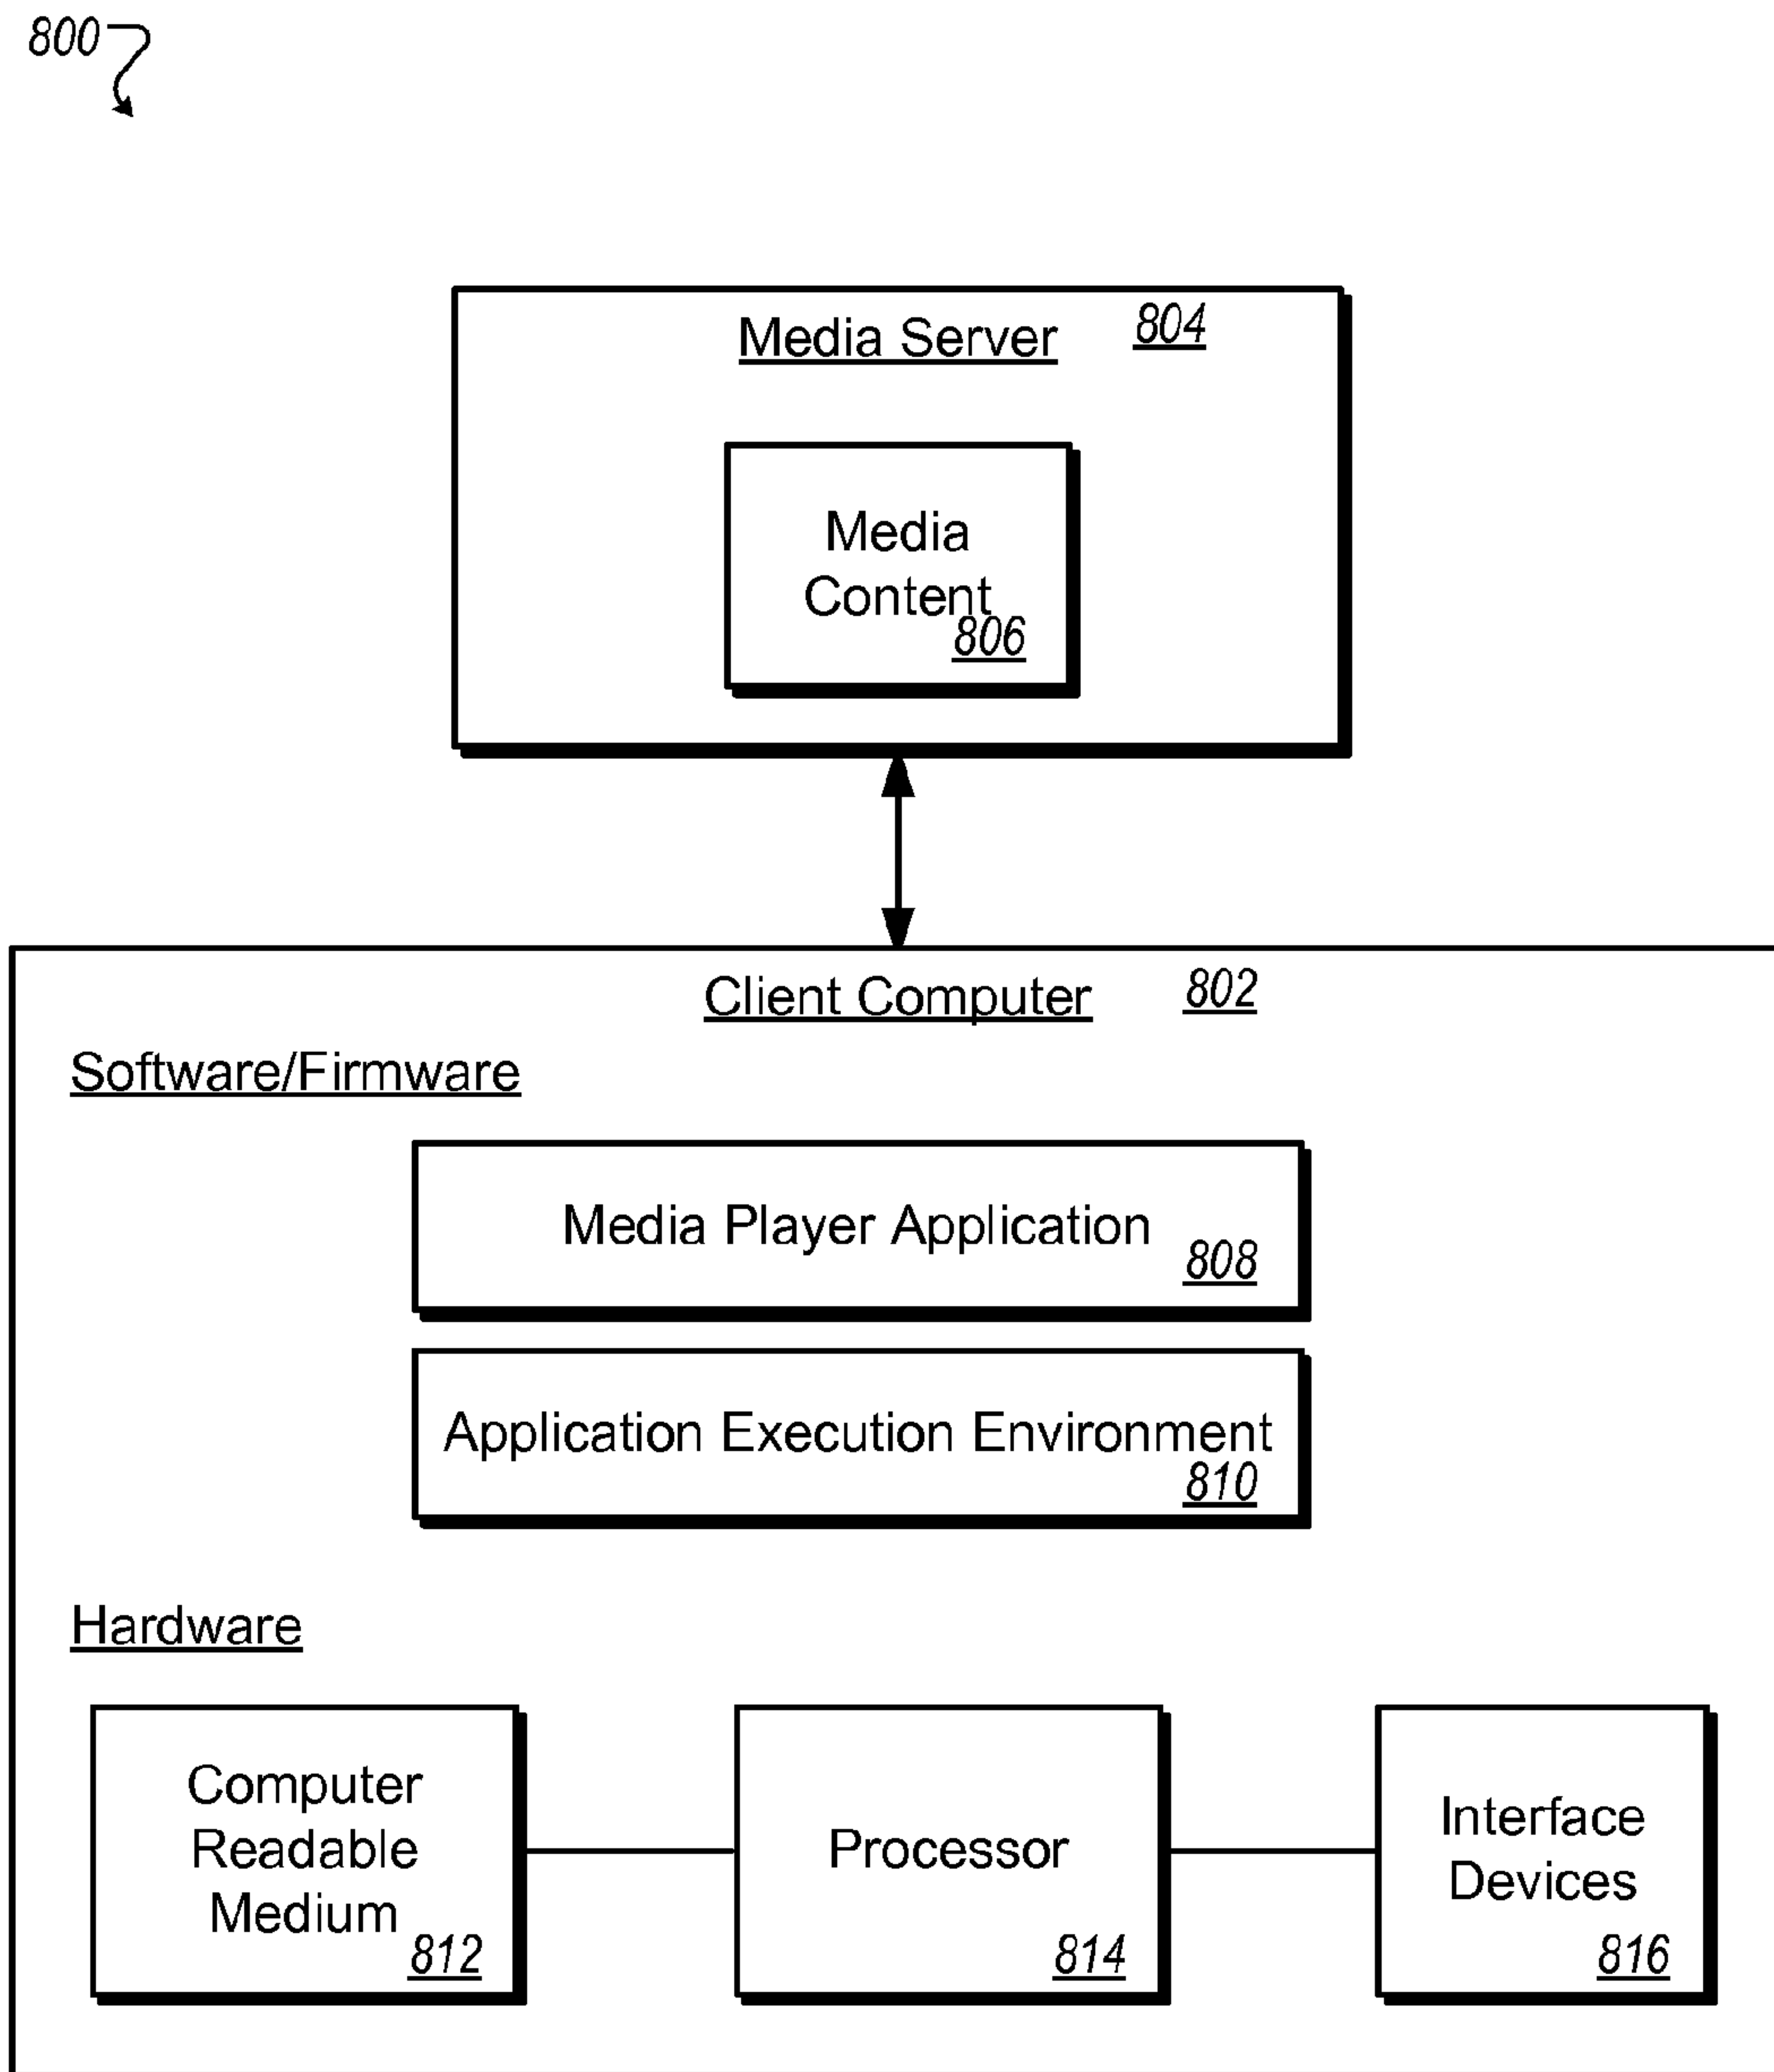 800
Media Server 804
Media
Content
806
Client Computer 802
Software/Firmware
Media Player Application
808
Application Execution Environment
810
Hardware
Computer
Readable
Medium
812
Processor
814
Interface
Devices
816